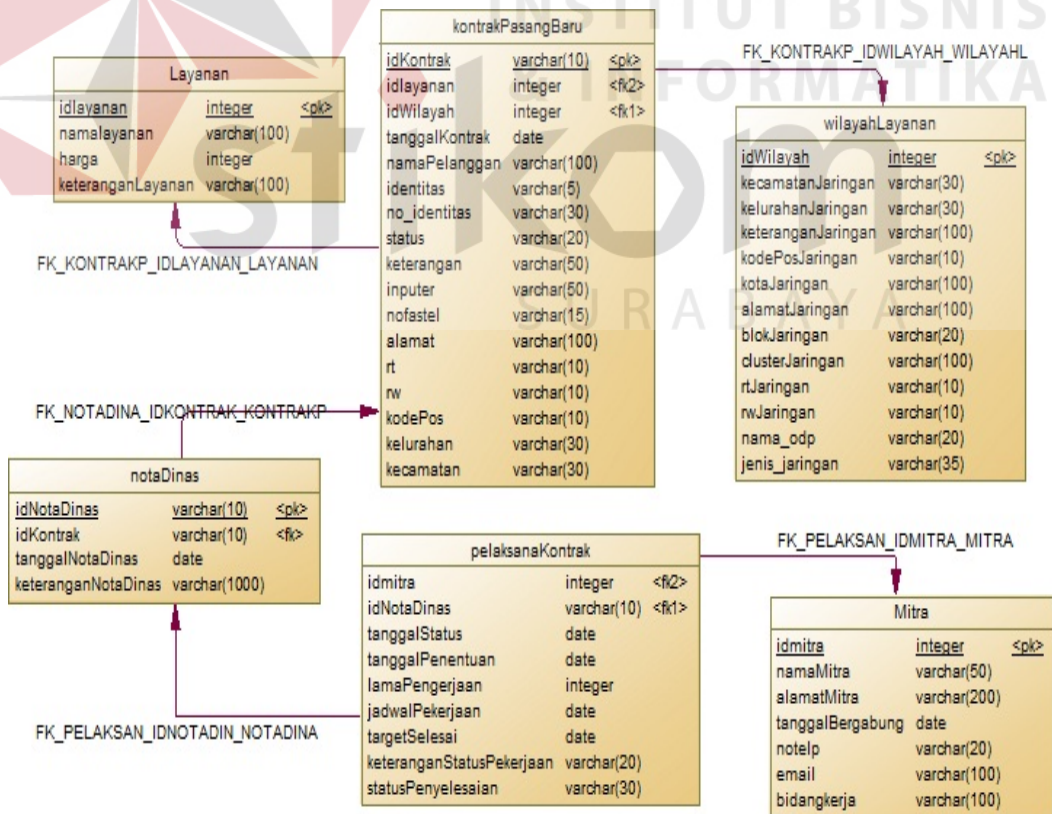 INSTITUT BISNIS
& INFORMATIKA
stikom
SURABAYA
Layanan
idlayanan integer <pk>
namalayanan varchar(100)
harga integer
keteranganLayanan varchar(100)
kontrakPasangBaru
idKontrak varchar(10) <pk>
idlayanan integer <fk2>
idWilayah integer <fk1>
tanggalKontrak date
namaPelanggan varchar(100)
identitas varchar(5)
no_identitas varchar(30)
status varchar(20)
keterangan varchar(50)
inputer varchar(50)
nofastel varchar(15)
alamat varchar(100)
rt varchar(10)
rw varchar(10)
kodePos varchar(10)
kelurahan varchar(30)
kecamatan varchar(30)
FK_KONTRAKP_IDWILAYAH_WILAYAHL
wilayahLayanan
idWilayah integer <pk>
kecamatanJaringan varchar(30)
kelurahanJaringan varchar(30)
keteranganJaringan varchar(100)
kodePosJaringan varchar(10)
kotaJaringan varchar(100)
alamatJaringan varchar(100)
blokJaringan varchar(20)
clusterJaringan varchar(100)
rtJaringan varchar(10)
rwJaringan varchar(10)
nama_odp varchar(20)
jenis_jaringan varchar(35)
FK_KONTRAKP_IDLAYANAN_LAYANAN
FK_NOTADINA_IDKONTRAK_KONTRAKP
notaDinas
idNotaDinas varchar(10) <pk>
idKontrak varchar(10) <fk>
tanggalNotaDinas date
keteranganNotaDinas varchar(1000)
FK_PELAKSAN_IDNOTADIN_NOTADINA
pelaksanaKontrak
idmitra integer <fk2>
idNotaDinas varchar(10) <fk1>
tanggalStatus date
tanggalPenentuan date
lamaPengerjaan integer
jadwalPekerjaan date
targetSelesai date
keteranganStatusPekerjaan varchar(20)
statusPenyelesaian varchar(30)
FK_PELAKSAN_IDMITRA_MITRA
Mitra
idmitra integer <pk>
namaMitra varchar(50)
alamatMitra varchar(200)
tanggalBergabung date
notelp varchar(20)
email varchar(100)
bidangkerja varchar(100)